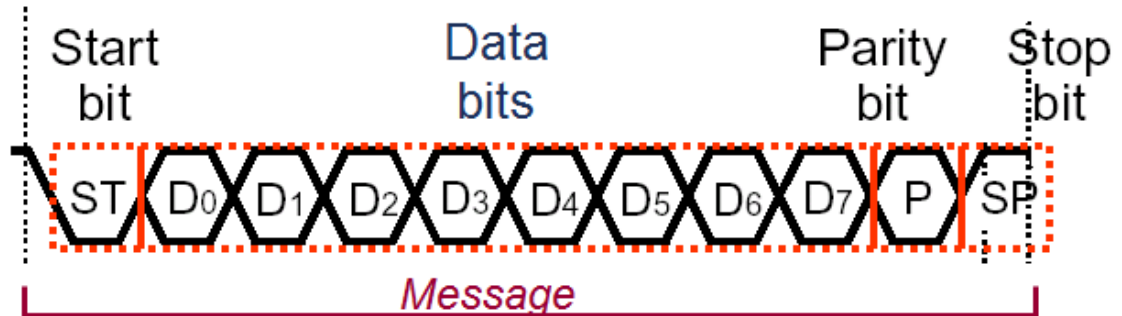 Start bit
Data bits
Parity bit
Stop bit
ST D0 D1 D2 D3 D4 D5 D6 D7 P SP
Message